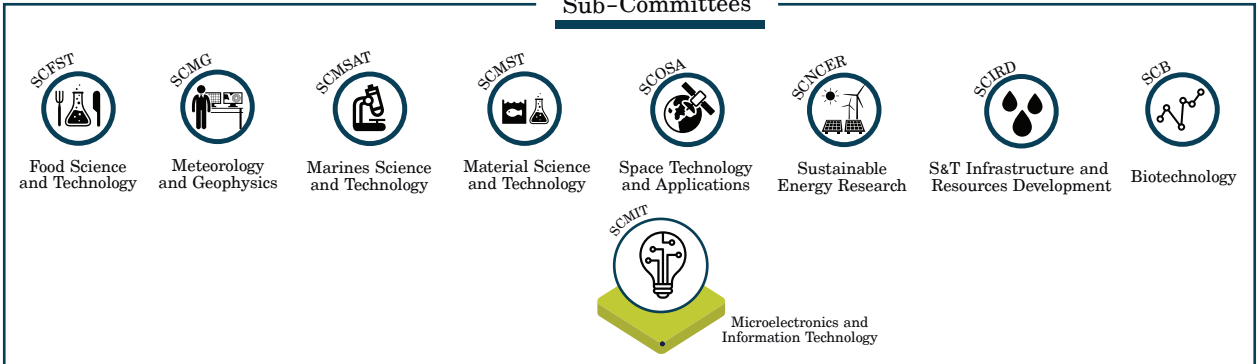 Sub-Committees
SCFST
Food Science
and Technology
SCMG
Meteorology
and Geophysics
SCMSAT
Marines Science
and Technology
SCMST
Material Science
and Technology
SCOSA
Space Technology
and Applications
SCNCER
Sustainable
Energy Research
SCIRD
S&T Infrastructure and
Resources Development
SCB
Biotechnology
SCMIT
Microelectronics and
Information Technology